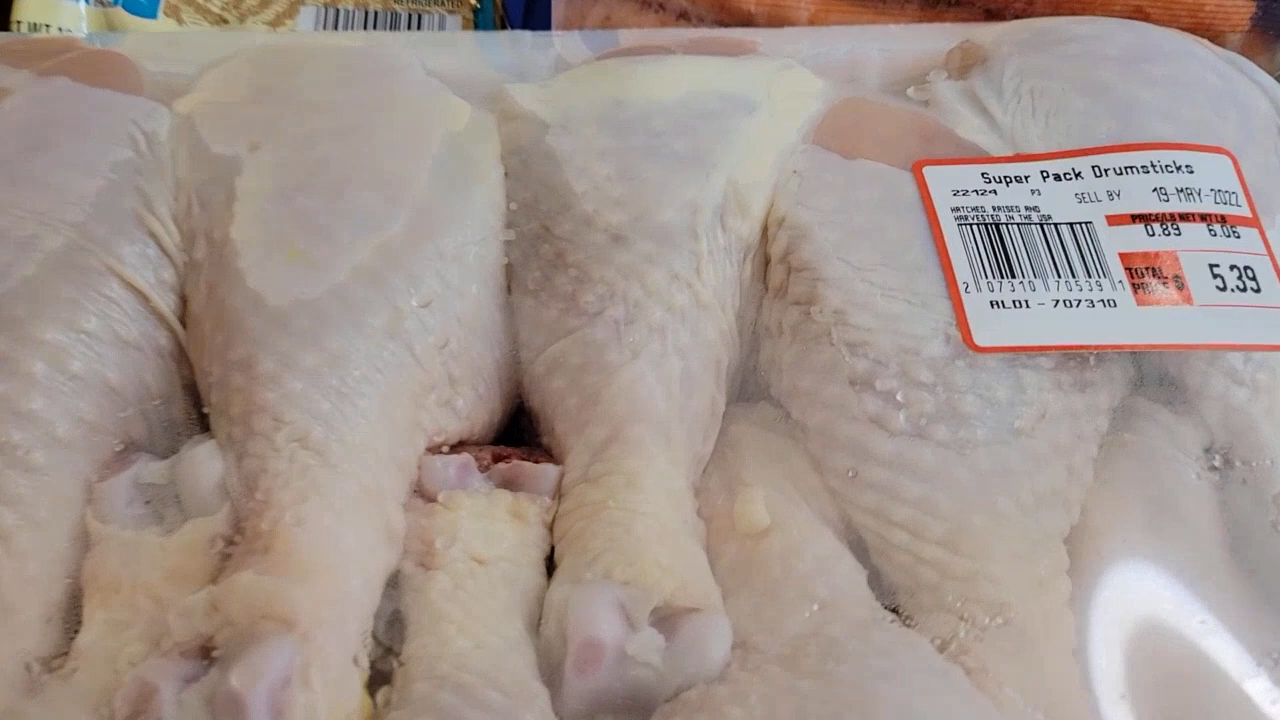 REFRIGERATED
Super Pack Drumsticks
22124 P3 SELL BY 19-MAY-2022
HATCHED, RAISED AND
HARVESTED IN THE USA
PRICE/LB NET WT LB
0.89 6.06
TOTAL
PRICE $ 5.39
2 07310 70539 1
ALDI - 707310